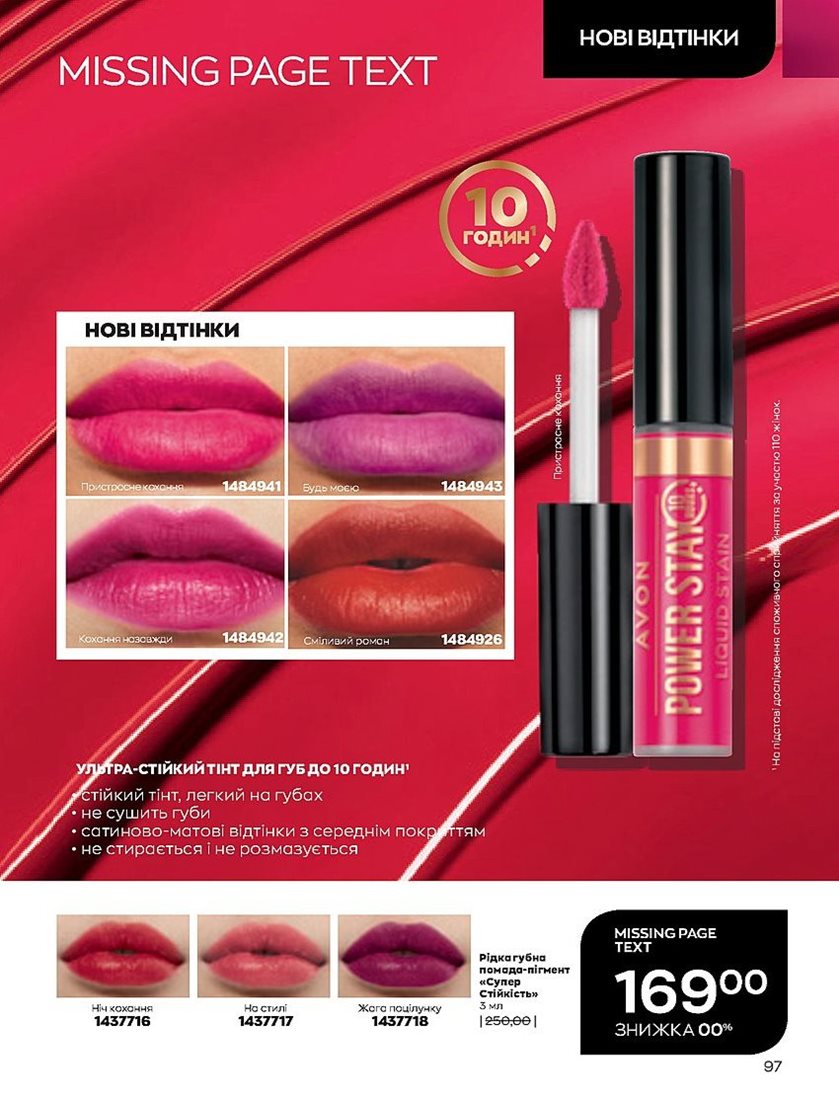 НОВІ ВІДТІНКИ
MISSING PAGE TEXT
10
ГОДИН¹
НОВІ ВІДТІНКИ
Пристрасне кохання 1484941
Будь моєю 1484943
Кохання назавжди 1484942
Сміливий роман 1484926
Пристрасне кохання
AVON
POWER STAY
10
LIQUID STAIN
¹ На підстові дослідження споживчого сприйняття за участю 110 жінок.
УЛЬТРА-СТІЙКИЙ ТІНТ ДЛЯ ГУБ ДО 10 ГОДИН¹
• стійкий тінт, легкий на губах
• не сушить губи
• сатиново-матові відтінки з середнім покриттям
• не стирається і не розмазується
Ніч кохання
1437716
На стилі
1437717
Жага поцілунку
1437718
Рідка губна
помада-пігмент
«Супер
Стійкість»
3 мл
|250,00|
MISSING PAGE
TEXT
169⁰⁰
ЗНИЖКА 00%
97